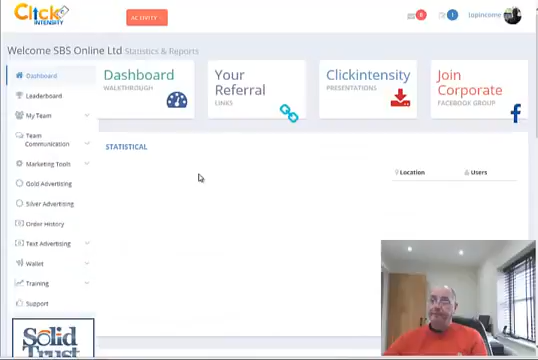 Click
INTENSITY
ACTIVITY
6
1
lopincome
Welcome SBS Online Ltd Statistics & Reports
Dashboard
Leaderboard
My Team
Team
Communication
Marketing Tools
Gold Advertising
Silver Advertising
Order History
Text Advertising
Wallet
Training
Support
Solid
Trust
Dashboard
WALKTHROUGH
Your
Referral
LINKS
Clickintensity
PRESENTATIONS
Join
Corporate
FACEBOOK GROUP
STATISTICAL
Location
Users